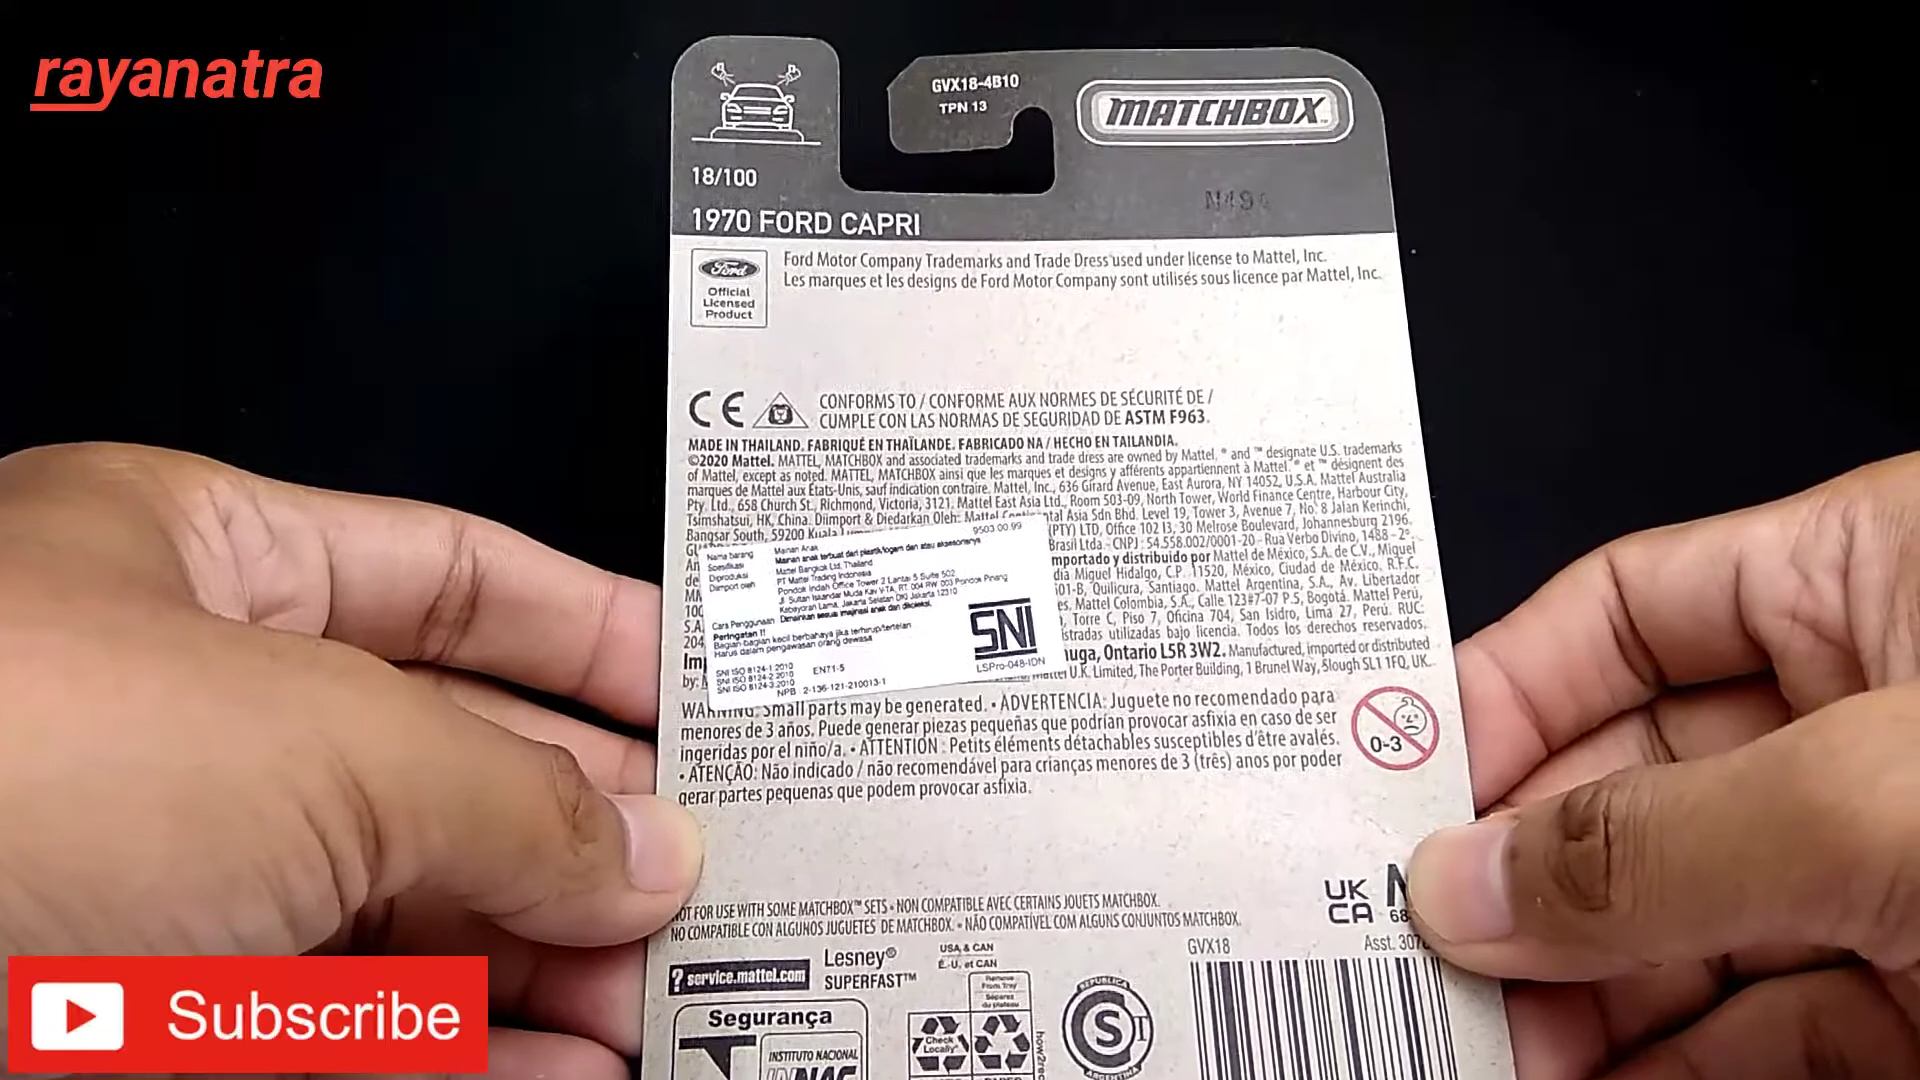 rayanatra
GVX18-4B10
TPN 13
MATCHBOX
18/100
1970 FORD CAPRI
Ford
Official
Licensed
Product
Ford Motor Company Trademarks and Trade Dress used under license to Mattel, Inc.
Les marques et les designs de Ford Motor Company sont utilisés sous licence par Mattel, Inc.
CE
CONFORMS TO / CONFORME AUX NORMES DE SÉCURITÉ DE /
CUMPLE CON LAS NORMAS DE SEGURIDAD DE ASTM F963.
MADE IN THAILAND. FABRIQUÉ EN THAÏLANDE. FABRICADO NA / HECHO EN TAILANDIA.
©2020 Mattel. MATTEL, MATCHBOX and associated trademarks and trade dress are owned by Mattel. ® and ™ designate U.S. trademarks
of Mattel, except as noted. MATTEL, MATCHBOX ainsi que les marques et designs y afférents appartiennent à Mattel. ® et ™ désignent des
marques de Mattel aux États-Unis, sauf indication contraire. Mattel, Inc., 636 Girard Avenue, East Aurora, NY 14052, U.S.A. Mattel Australia
Pty. Ltd., 658 Church St., Richmond, Victoria, 3121. Mattel East Asia Ltd., Room 503-09, North Tower, World Finance Centre, Harbour City,
Tsimshatsui, HK, China. Diimport & Diedarkan Oleh: Mattel Continental Asia Sdn Bhd. Level 19, Tower 3, Avenue 7, No. 8 Jalan Kerinchi,
Bangsar South, 59200 Kuala (PTY) LTD, Office 102 I3, 30 Melrose Boulevard, Johannesburg 2196.
Brasil Ltda.- CNPJ : 54.558.002/0001-20 - Rua Verbo Divino, 1488 - 2º
mportado y distribuido por Mattel de México, S.A. de C.V., Miguel
Miguel Hidalgo, C.P. 11520, México, Ciudad de México, R.F.C.
601-B, Quilicura, Santiago. Mattel Argentina, S.A., Av. Libertador
Mattel Colombia, S.A., Calle 123#7-07 P.5, Bogotá. Mattel Perú,
Torre C, Piso 7, Oficina 704, San Isidro, Lima 27, Perú. RUC:
stradas utilizadas bajo licencia. Todos los derechos reservados.
uga, Ontario L5R 3W2. Manufactured, imported or distributed
by: U.K. Limited, The Porter Building, 1 Brunel Way, Slough SL1 1FQ, UK.
9503 00.99
Nama barang Mainan Anak
Spesifikasi Mainan anak terbuat dari plastik/logam dan atau aksesorisnya
Diproduksi Mattel Bangkok Ltd, Thailand
Diimport oleh PT Mattel Trading Indonesia
Pondok Indah Office Tower 2 Lantai 5 Suite 502
Jl. Sultan Iskandar Muda Kav V-TA, RT. 004 RW. 003 Pondok Pinang
Kebayoran Lama, Jakarta Selatan DKI Jakarta 12310
Cara Penggunaan Dimainkan sesuai imajinasi anak dan dikoleksi.
Peringatan !!
Bagian-bagian kecil berbahaya jika terhirup/tertelan
Harus dalam pengawasan orang dewasa
SNI ISO 8124-1:2010
SNI ISO 8124-2:2010
SNI ISO 8124-3:2010
EN71-5
NPB 2-136-121-210013-1
SNI
LSPro-048-IDN
WARNING: Small parts may be generated. • ADVERTENCIA: Juguete no recomendado para
menores de 3 años. Puede generar piezas pequeñas que podrían provocar asfixia en caso de ser
ingeridas por el niño/a. • ATTENTION : Petits éléments détachables susceptibles d'être avalés.
• ATENÇÃO: Não indicado / não recomendável para crianças menores de 3 (três) anos por poder
gerar partes pequenas que podem provocar asfixia.
0-3
UK
CA
68
NOT FOR USE WITH SOME MATCHBOX™ SETS • NON COMPATIBLE AVEC CERTAINS JOUETS MATCHBOX.
NO COMPATIBLE CON ALGUNOS JUGUETES DE MATCHBOX. • NÃO COMPATÍVEL COM ALGUNS CONJUNTOS MATCHBOX.
GVX18
Asst. 307
? service.mattel.com
Lesney®
SUPERFAST™
USA & CAN
É.-U. et CAN
Remove
From Tray
Séparez
du plateau
Check
Locally*
how2rec
Segurança
INSTITUTO NACIONAL
REPUBLICA
ARGENTINA
Subscribe